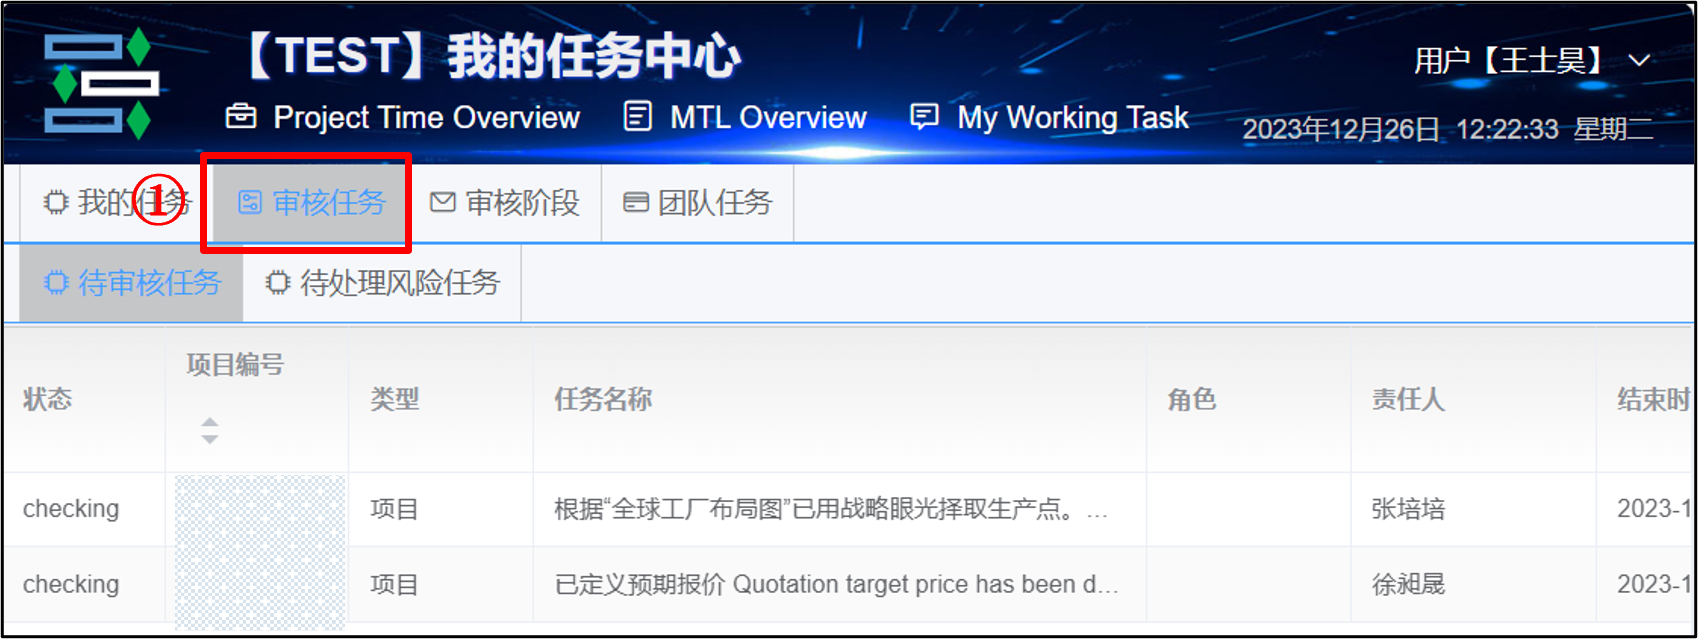 【TEST】我的任务中心
用户【王士昊】
Project Time Overview MTL Overview My Working Task
2023年12月26日 12:22:33 星期二
我的任务 ① 审核任务 审核阶段 团队任务
待审核任务 待处理风险任务
状态 项目编号 类型 任务名称 角色 责任人 结束时
checking 项目 根据“全球工厂布局图”已用战略眼光择取生产点。... 张培培 2023-1
checking 项目 已定义预期报价 Quotation target price has been d... 徐昶晟 2023-1